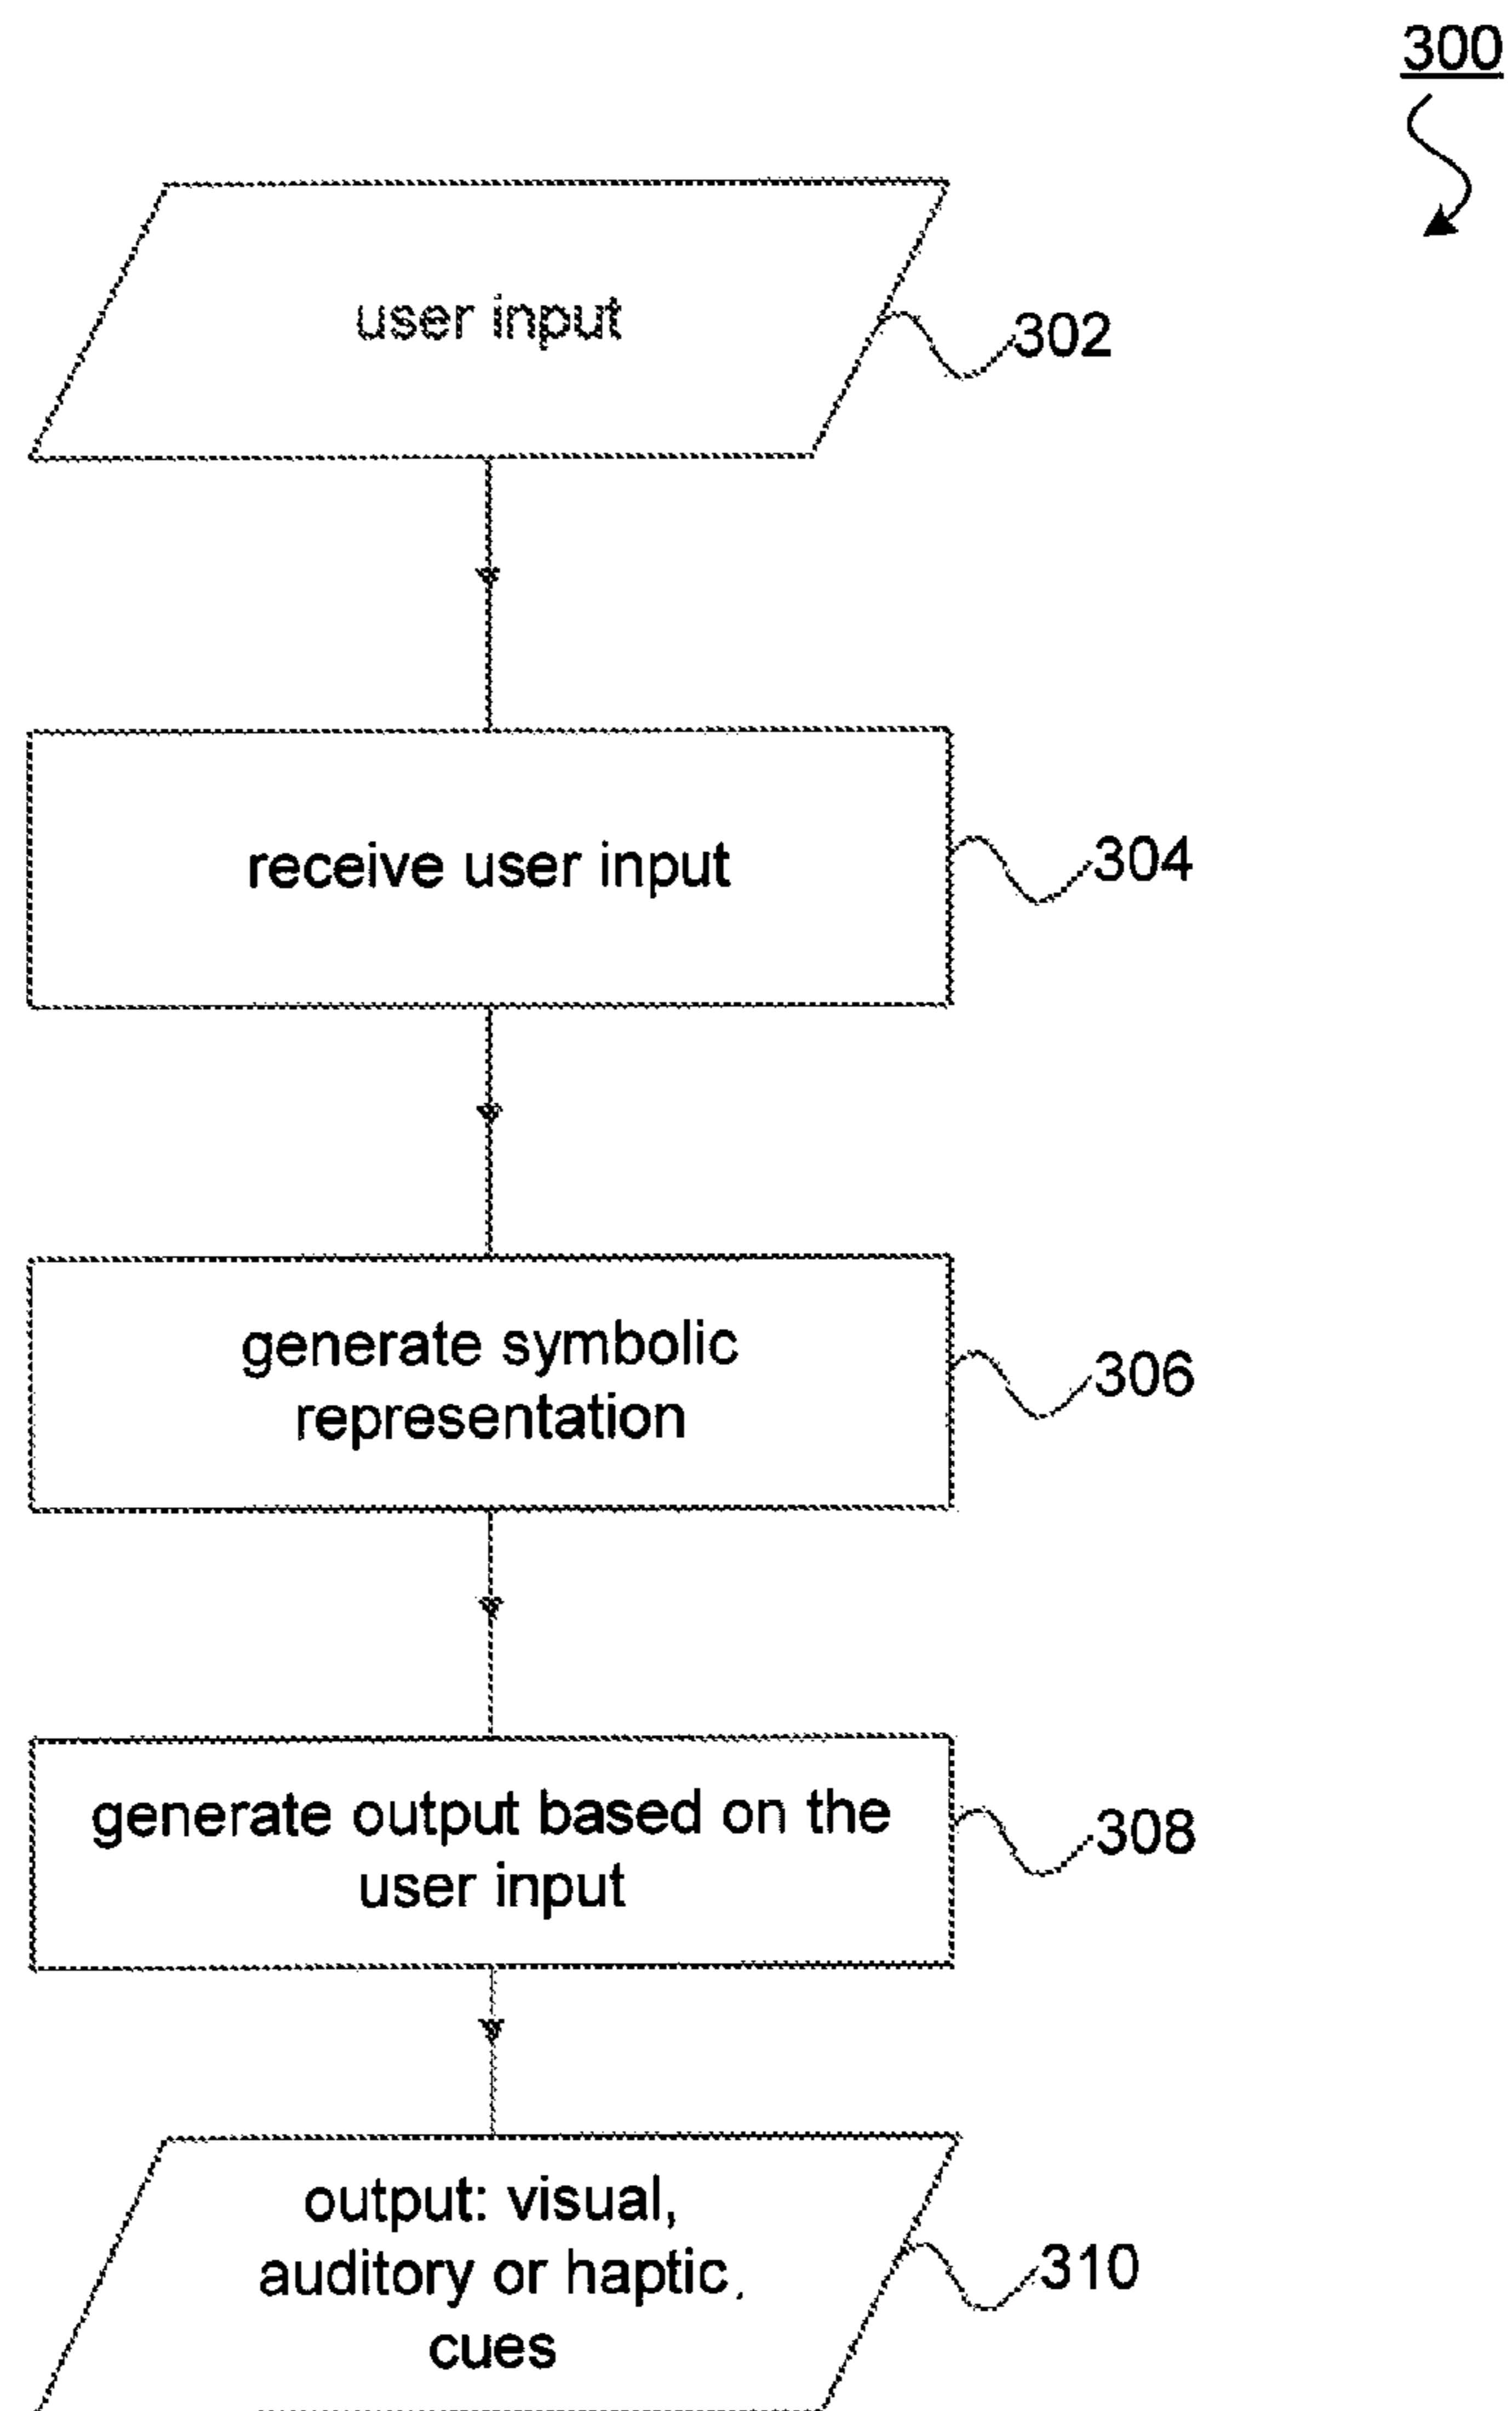 300
user input
302
receive user input
304
generate symbolic
representation
306
generate output based on the
user input
308
output: visual,
auditory or haptic,
cues
310